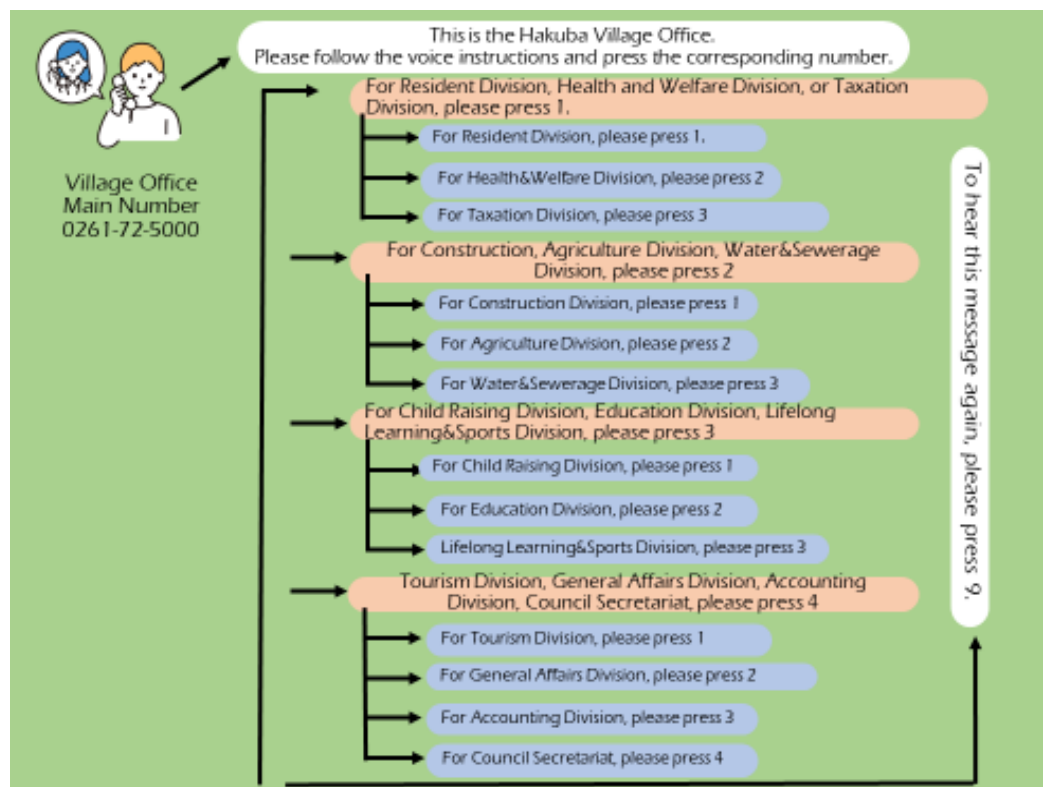 This is the Hakuba Village Office.
Please follow the voice instructions and press the corresponding number.
Village Office
Main Number
0261-72-5000
For Resident Division, Health and Welfare Division, or Taxation
Division, please press 1.
For Resident Division, please press 1.
For Health&Welfare Division, please press 2
For Taxation Division, please press 3
For Construction, Agriculture Division, Water&Sewerage
Division, please press 2
For Construction Division, please press 1
For Agriculture Division, please press 2
For Water&Sewerage Division, please press 3
For Child Raising Division, Education Division, Lifelong
Learning&Sports Division, please press 3
For Child Raising Division, please press 1
For Education Division, please press 2
Lifelong Learning&Sports Division, please press 3
Tourism Division, General Affairs Division, Accounting
Division, Council Secretariat, please press 4
For Tourism Division, please press 1
For General Affairs Division, please press 2
For Accounting Division, please press 3
For Council Secretariat, please press 4
To hear this message again, please press 9.